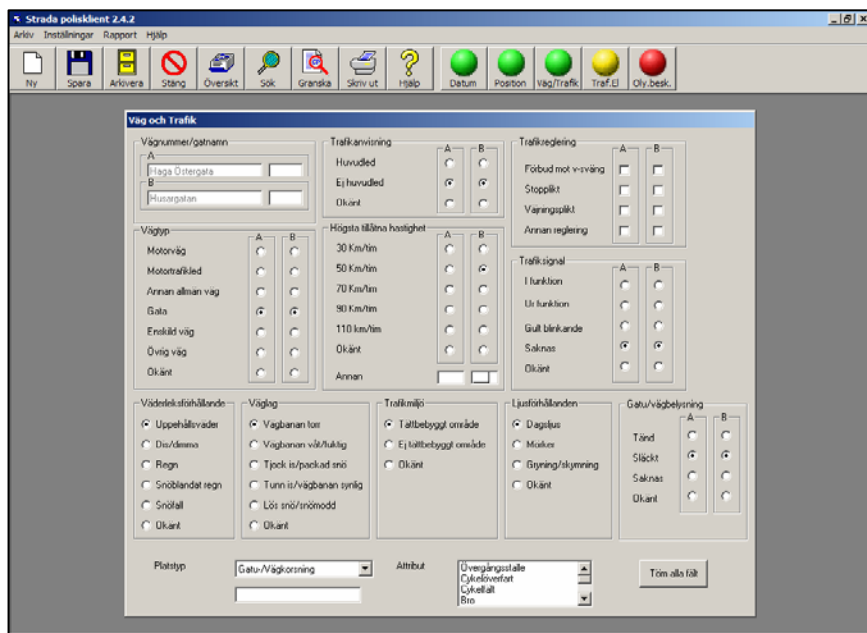 Strada polisklient 2.4.2
Arkiv Inställningar Rapport Hjälp
Ny Spara Arkivera Stäng Översikt Sök Granska Skriv ut Hjälp Datum Position Väg/Trafik Traf.El Oly.besk.
Väg och Trafik
Vägnummer/gatnamn
A
Haga Östergata
B
Husargatan
Trafikanvisning
A B
Huvudled
Ej huvudled
Okänt
Trafikreglering
A B
Förbud mot v-sväng
Stopplikt
Väjningsplikt
Annan reglering
Vägtyp
A B
Motorväg
Motortrafikled
Annan allmän väg
Gata
Enskild väg
Övrig väg
Okänt
Högsta tillåtna hastighet
A B
30 Km/tim
50 Km/tim
70 Km/tim
90 Km/tim
110 km/tim
Okänt
Annan
Trafiksignal
A B
I funktion
Ur funktion
Gult blinkande
Saknas
Okänt
Väderleksförhållande
Uppehållsväder
Dis/dimma
Regn
Snöblandat regn
Snöfall
Okänt
Väglag
Vägbanan torr
Vägbanan våt/fuktig
Tjock is/packad snö
Tunn is/vägbanan synlig
Lös snö/snömodd
Okänt
Trafikmiljö
Tättbebyggt område
Ej tättbebyggt område
Okänt
Ljusförhållanden
Dagsljus
Mörker
Gryning/skymning
Okänt
Gatu/vägbelysning
A B
Tänd
Släckt
Saknas
Okänt
Platstyp
Gatu-/Vägkorsning
Attribut
Övergångsställe
Cykelöverfart
Cykelfält
Bro
Töm alla fält